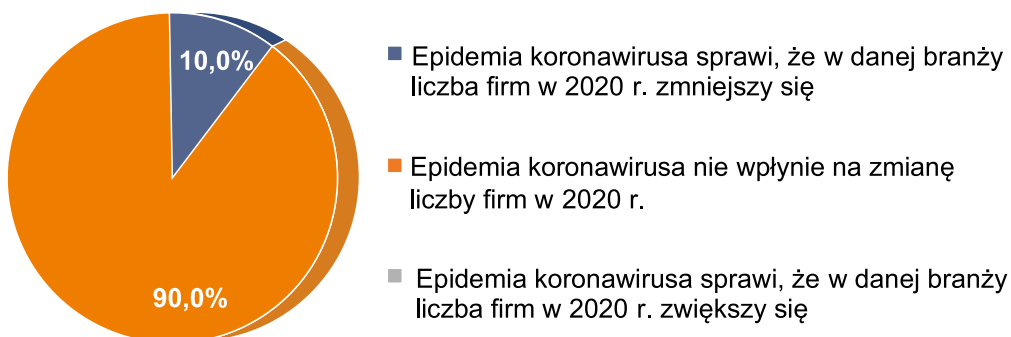 10,0%
Epidemia koronawirusa sprawi, że w danej branży
liczba firm w 2020 r. zmniejszy się
Epidemia koronawirusa nie wpłynie na zmianę
liczby firm w 2020 r.
90,0%
Epidemia koronawirusa sprawi, że w danej branży
liczba firm w 2020 r. zwiększy się